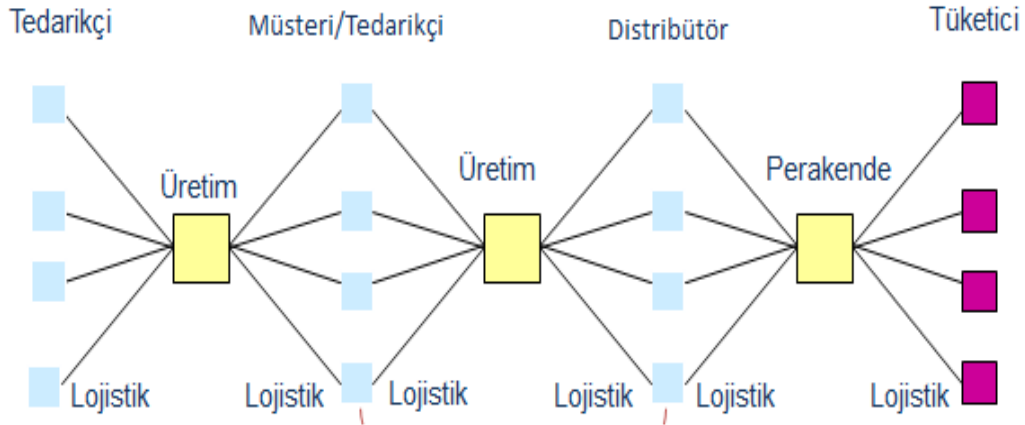 Tedarikçi
Müsteri/Tedarikçi
Distribütör
Tüketici
Üretim
Üretim
Perakende
Lojistik
Lojistik
Lojistik
Lojistik
Lojistik
Lojistik